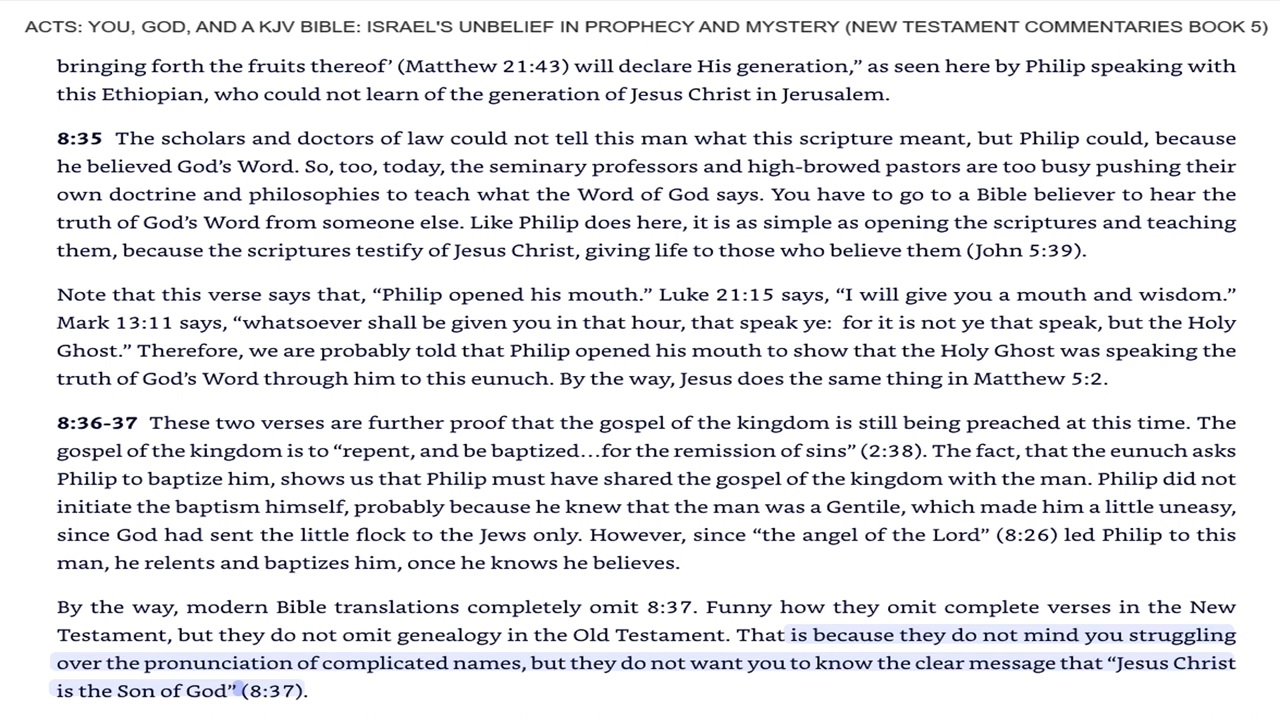 ACTS: YOU, GOD, AND A KJV BIBLE: ISRAEL'S UNBELIEF IN PROPHECY AND MYSTERY (NEW TESTAMENT COMMENTARIES BOOK 5)
bringing forth the fruits thereof’ (Matthew 21:43) will declare His generation,” as seen here by Philip speaking with
this Ethiopian, who could not learn of the generation of Jesus Christ in Jerusalem.
8:35 The scholars and doctors of law could not tell this man what this scripture meant, but Philip could, because
he believed God’s Word. So, too, today, the seminary professors and high-browed pastors are too busy pushing their
own doctrine and philosophies to teach what the Word of God says. You have to go to a Bible believer to hear the
truth of God’s Word from someone else. Like Philip does here, it is as simple as opening the scriptures and teaching
them, because the scriptures testify of Jesus Christ, giving life to those who believe them (John 5:39).
Note that this verse says that, “Philip opened his mouth.” Luke 21:15 says, “I will give you a mouth and wisdom.”
Mark 13:11 says, “whatsoever shall be given you in that hour, that speak ye: for it is not ye that speak, but the Holy
Ghost.” Therefore, we are probably told that Philip opened his mouth to show that the Holy Ghost was speaking the
truth of God’s Word through him to this eunuch. By the way, Jesus does the same thing in Matthew 5:2.
8:36-37 These two verses are further proof that the gospel of the kingdom is still being preached at this time. The
gospel of the kingdom is to “repent, and be baptized…for the remission of sins” (2:38). The fact, that the eunuch asks
Philip to baptize him, shows us that Philip must have shared the gospel of the kingdom with the man. Philip did not
initiate the baptism himself, probably because he knew that the man was a Gentile, which made him a little uneasy,
since God had sent the little flock to the Jews only. However, since “the angel of the Lord” (8:26) led Philip to this
man, he relents and baptizes him, once he knows he believes.
By the way, modern Bible translations completely omit 8:37. Funny how they omit complete verses in the New
Testament, but they do not omit genealogy in the Old Testament. That is because they do not mind you struggling
over the pronunciation of complicated names, but they do not want you to know the clear message that “Jesus Christ
is the Son of God” (8:37).